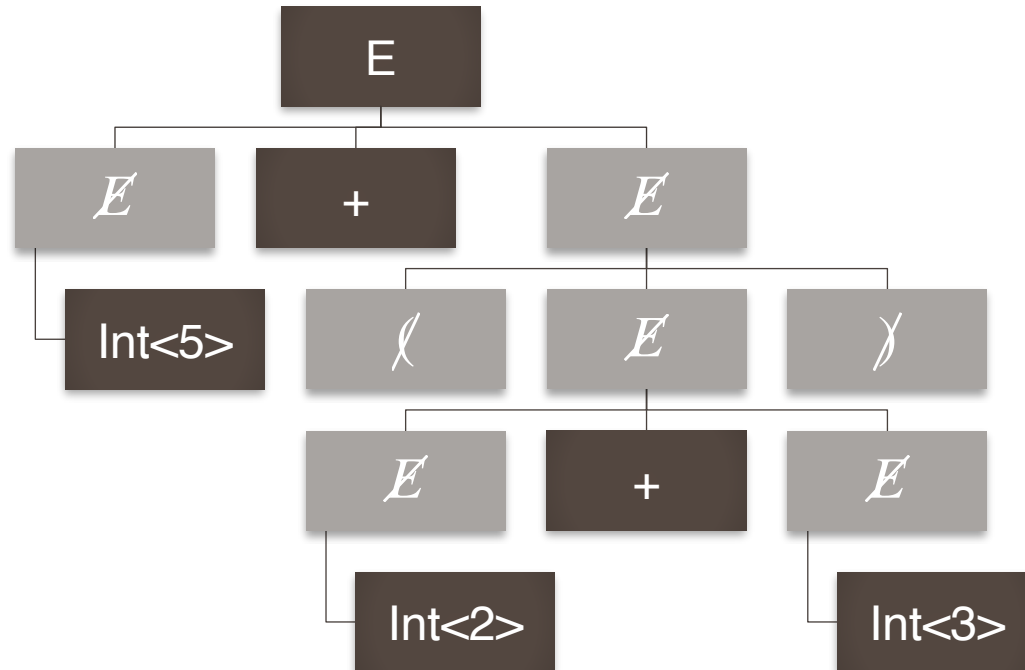 E
E̸ + E̸
Int<5> (̸ E̸ )̸
E̸ + E̸
Int<2> Int<3>